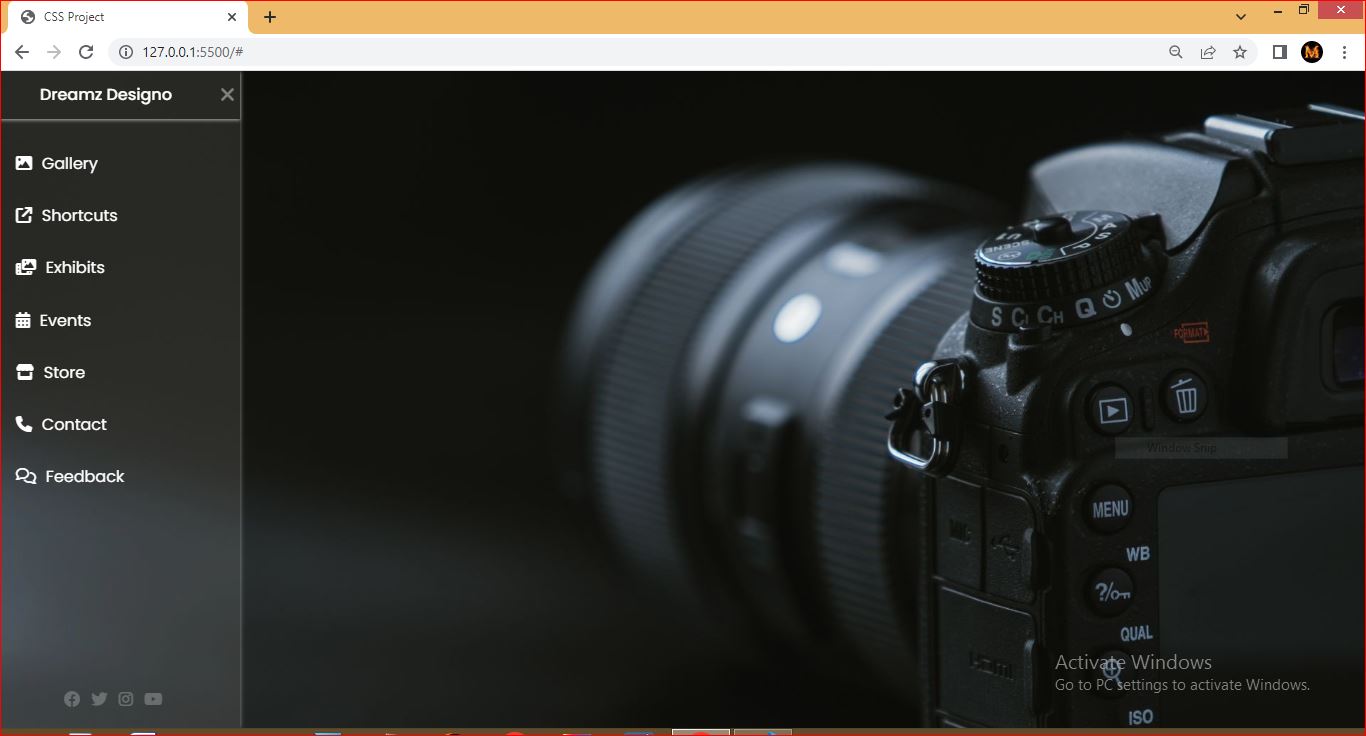 CSS Project
127.0.0.1:5500/#
M
Dreamz Designo
Gallery
Shortcuts
Exhibits
Events
Store
Contact
Feedback
SCENE
M A S P
S CL CH Q MUP
FORMAT
Window Snip
MENU
WB
?/
QUAL
HDMI
ISO
Activate Windows
Go to PC settings to activate Windows.